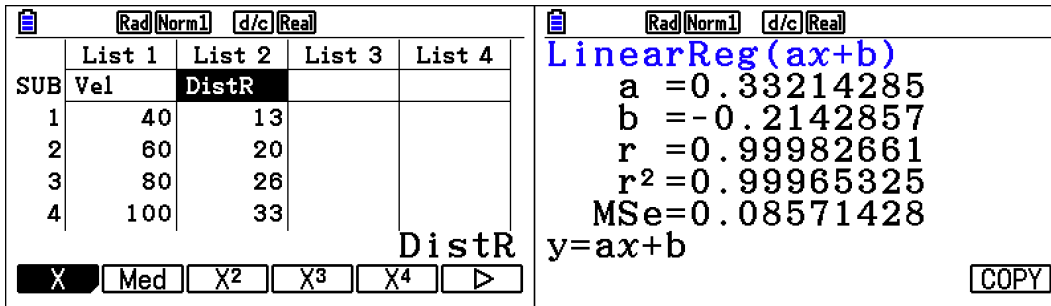 Rad Norm1 d/c Real
List 1 List 2 List 3 List 4
SUB Vel DistR
1 40 13
2 60 20
3 80 26
4 100 33
DistR
X Med X² X³ X⁴ ▷
Rad Norm1 d/c Real
LinearReg(ax+b)
a =0.33214285
b =-0.2142857
r =0.99982661
r²=0.99965325
MSe=0.08571428
y=ax+b
COPY